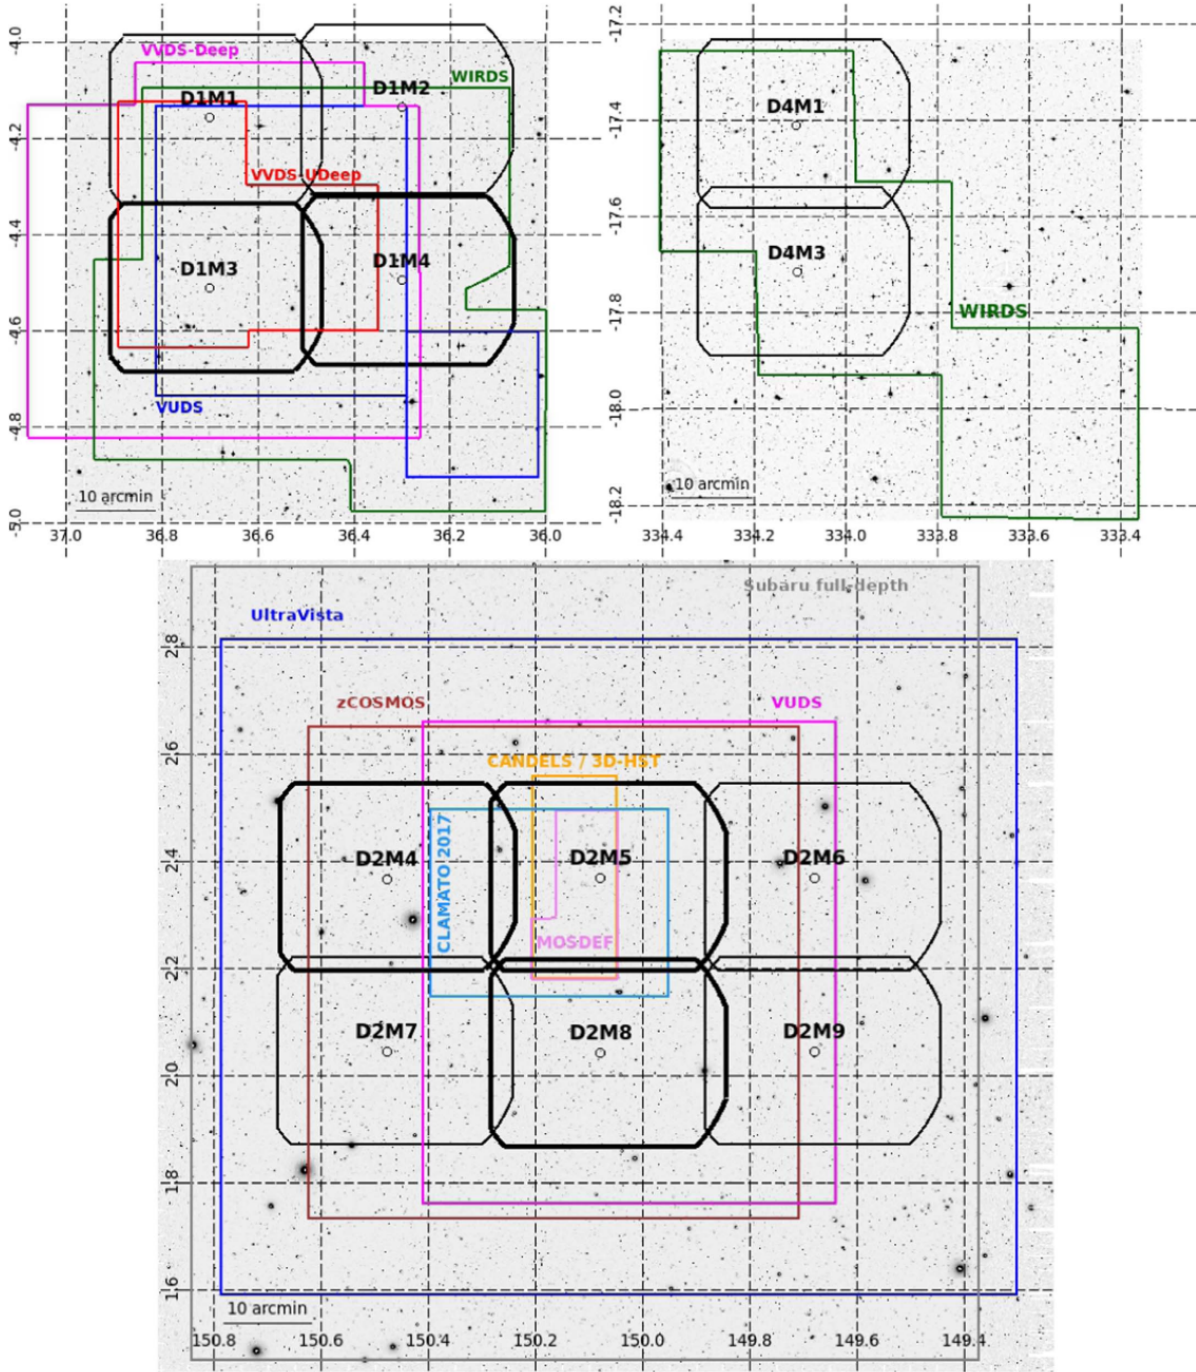 VVDS-Deep
WIRDS
D1M2
D1M1
VVDS-UDeep
D1M4
D1M3
VUDS
10 arcmin
-4.0
-4.2
-4.4
-4.6
-4.8
-5.0
37.0 36.8 36.6 36.4 36.2 36.0
D4M1
D4M3
WIRDS
10 arcmin
-17.2
-17.4
-17.6
-17.8
-18.0
-18.2
334.4 334.2 334.0 333.8 333.6 333.4
Subaru full-depth
UltraVista
zCOSMOS
VUDS
CANDELS / 3D-HST
CLAMATO 2017
D2M4
D2M5
D2M6
MOSDEF
D2M7
D2M8
D2M9
10 arcmin
2.8
2.6
2.4
2.2
2.0
1.8
1.6
150.8 150.6 150.4 150.2 150.0 149.8 149.6 149.4